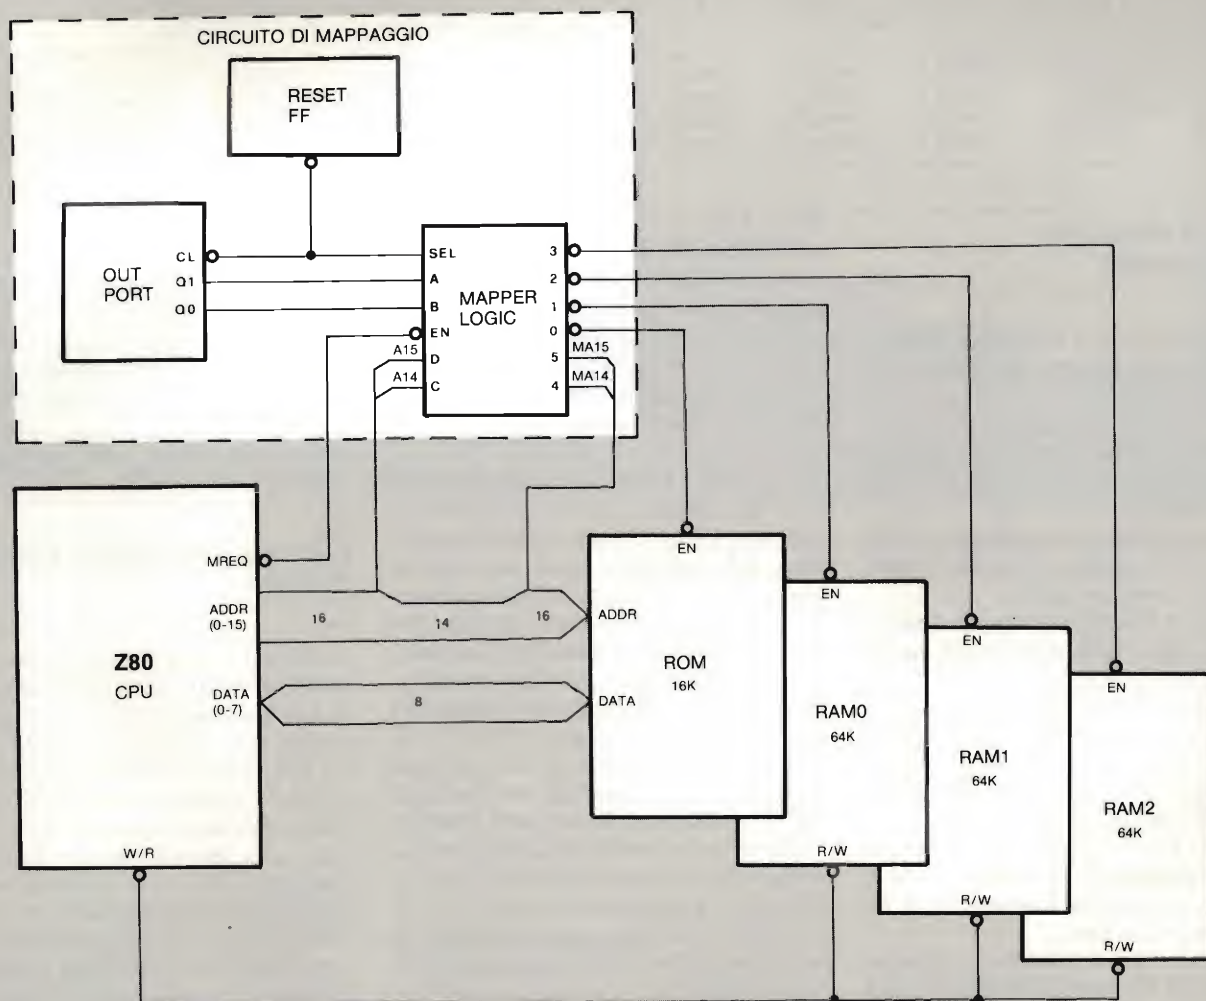 CIRCUITO DI MAPPAGGIO
RESET
FF
OUT
PORT
CL
Q1
Q0
MAPPER
LOGIC
SEL
A
B
EN
D
C
3
2
1
0
5
4
A15
A14
MA15
MA14
Z80
CPU
MREQ
ADDR
(0-15)
DATA
(0-7)
W/R
16
14
16
8
EN
ADDR
ROM
16K
DATA
EN
RAM0
64K
R/W
EN
RAM1
64K
R/W
EN
RAM2
64K
R/W